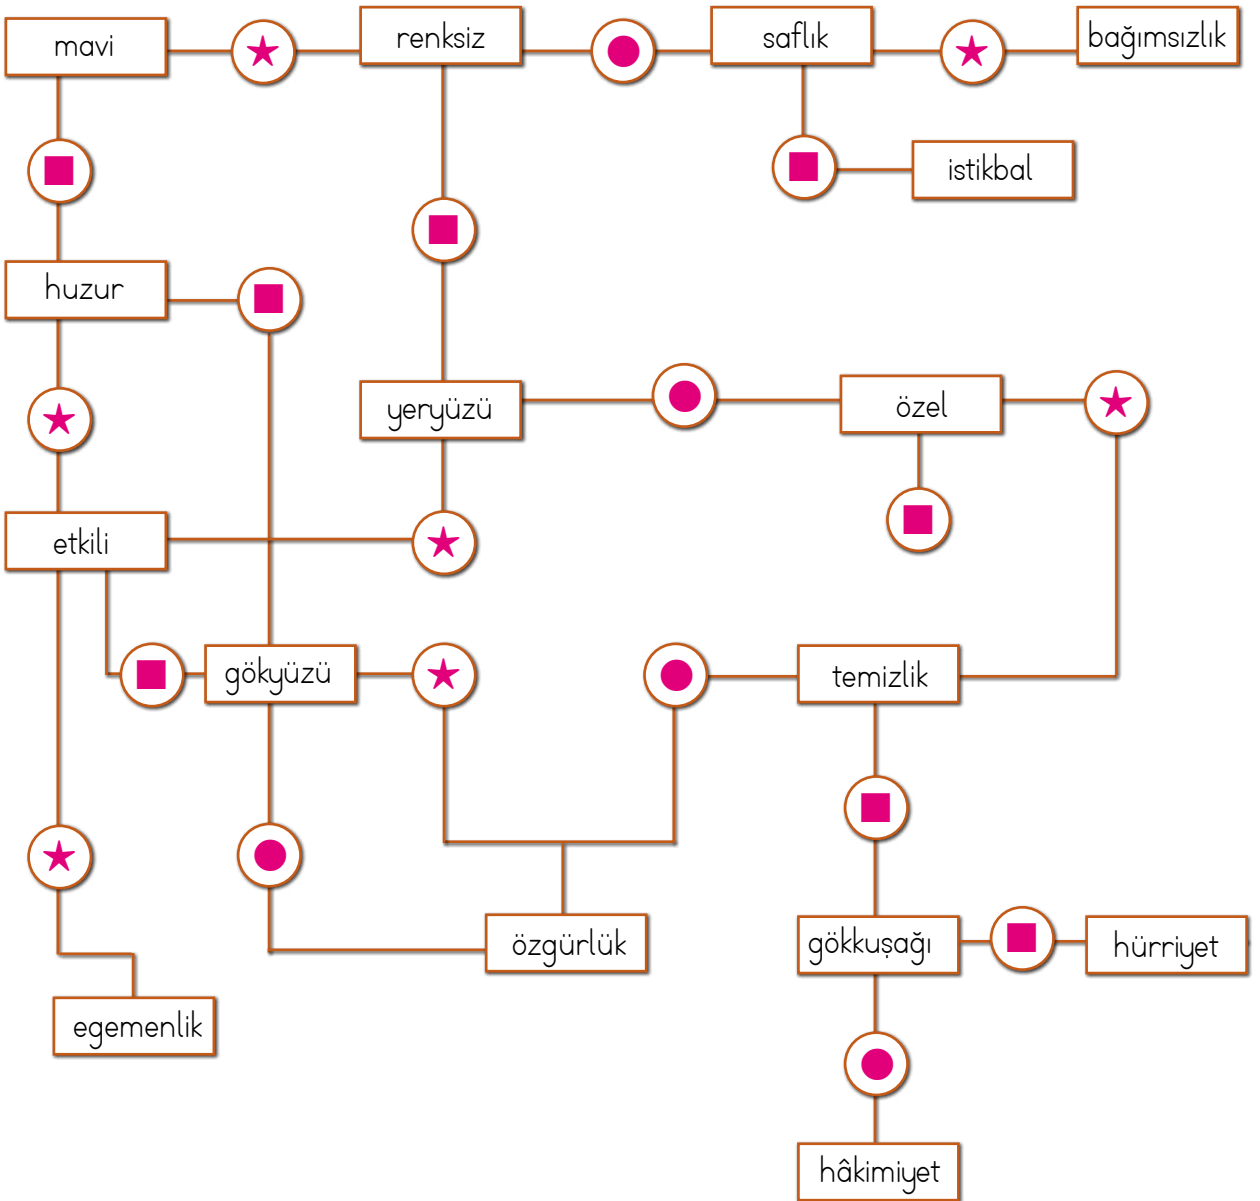 mavi
renksiz
saflık
bağımsızlık
istikbal
huzur
yeryüzü
özel
etkili
gökyüzü
temizlik
özgürlük
gökkuşağı
hürriyet
egemenlik
hâkimiyet